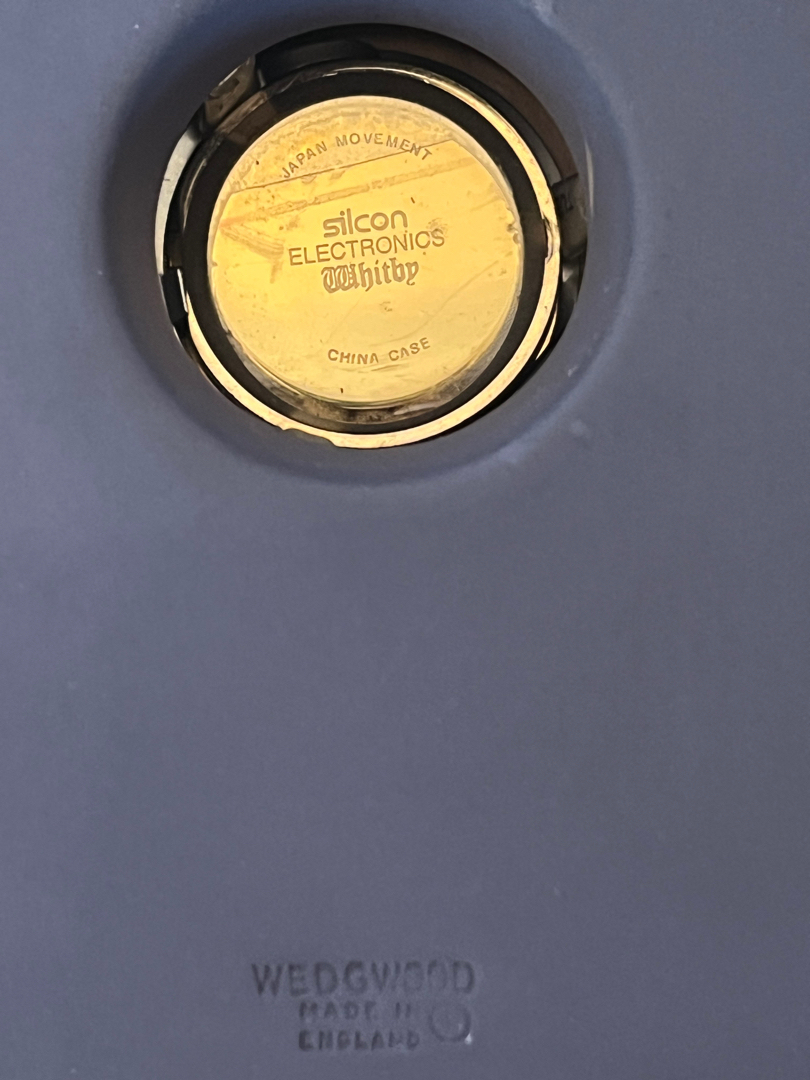 JAPAN MOVEMENT
silcon
ELECTRONICS
Whitby
CHINA CASE
WEDGWOOD
MADE IN
ENGLAND